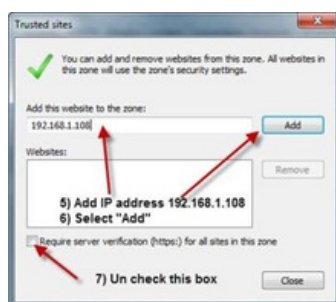 Trusted sites
You can add and remove websites from this zone. All websites in
this zone will use the zone's security settings.
Add this website to the zone:
192.168.1.108
Add
Websites:
Remove
5) Add IP address 192.168.1.108
6) Select "Add"
Require server verification (https:) for all sites in this zone
7) Un check this box
Close